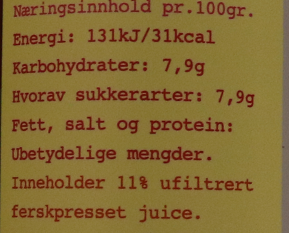 Næringsinnhold pr.100gr.
Energi: 131kJ/31kcal
Karbohydrater: 7,9g
Hvorav sukkerarter: 7,9g
Fett, salt og protein:
Ubetydelige mengder.
Inneholder 11% ufiltrert
ferskpresset juice.